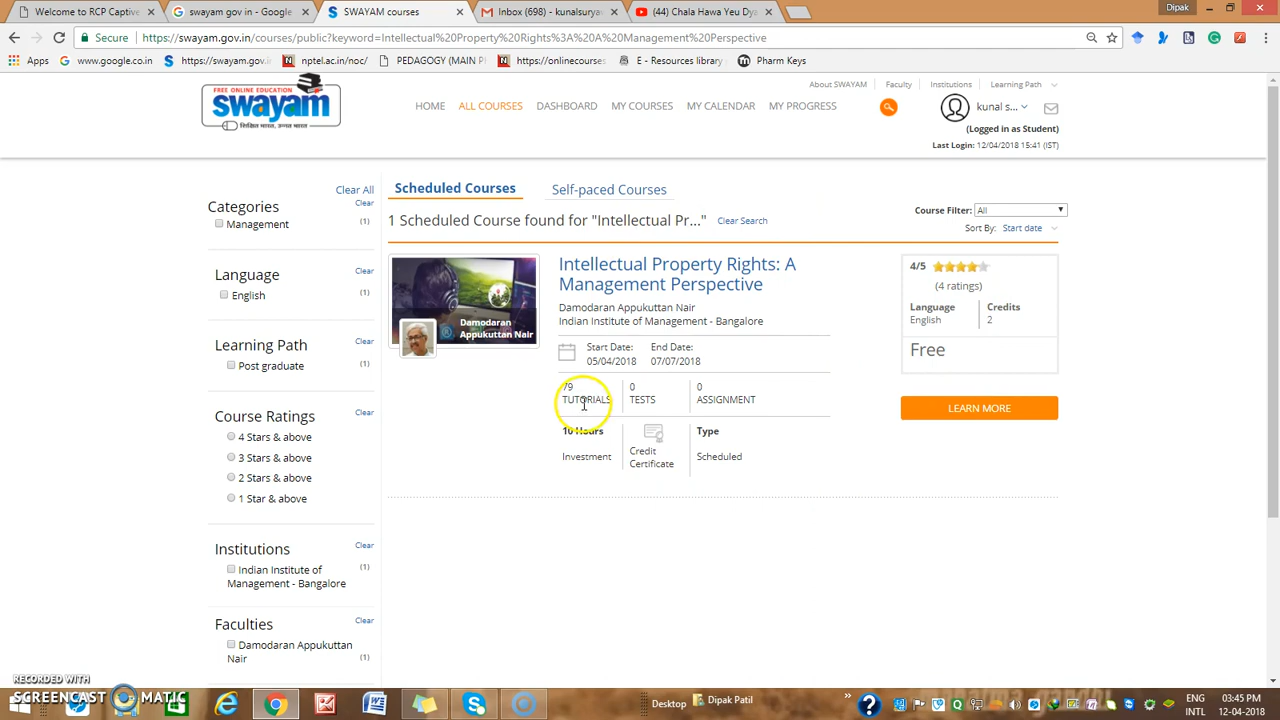 Welcome to RCP Captive
swayam gov in - Google
SWAYAM courses
Inbox (698) - kunalsurya
(44) Chala Hawa Yeu Dya
Dipak
Secure
https://swayam.gov.in/courses/public?keyword=Intellectual%20Property%20Rights%3A%20A%20Management%20Perspective
Apps
www.google.co.in
https://swayam.gov.in
nptel.ac.in/noc/
PEDAGOGY (MAIN P
https://onlinecourses
E - Resources library
Pharm Keys
About SWAYAM
Faculty
Institutions
Learning Path
FREE ONLINE EDUCATION
swayam
शिक्षित भारत, उन्नत भारत
HOME
ALL COURSES
DASHBOARD
MY COURSES
MY CALENDAR
MY PROGRESS
kunal s...
(Logged in as Student)
Last Login: 12/04/2018 15:41 (IST)
Clear All
Categories
Clear
Management
(1)
Language
Clear
English
(1)
Learning Path
Clear
Post graduate
(1)
Course Ratings
Clear
4 Stars & above
3 Stars & above
2 Stars & above
1 Star & above
Institutions
Clear
Indian Institute of
Management - Bangalore
(1)
Faculties
Clear
Damodaran Appukuttan
Nair
(1)
Scheduled Courses
Self-paced Courses
1 Scheduled Course found for "Intellectual Pr..."
Clear Search
Course Filter:
All
Sort By:
Start date
Damodaran
Appukuttan Nair
Intellectual Property Rights: A
Management Perspective
Damodaran Appukuttan Nair
Indian Institute of Management - Bangalore
Start Date:
End Date:
05/04/2018
07/07/2018
79
0
0
TUTORIALS
TESTS
ASSIGNMENT
10 Hours
Type
Investment
Credit
Certificate
Scheduled
4/5
(4 ratings)
Language
Credits
English
2
Free
LEARN MORE
RECORDED WITH
SCREENCAST
MATIC
Desktop
Dipak Patil
ENG
INTL
03:45 PM
12-04-2018